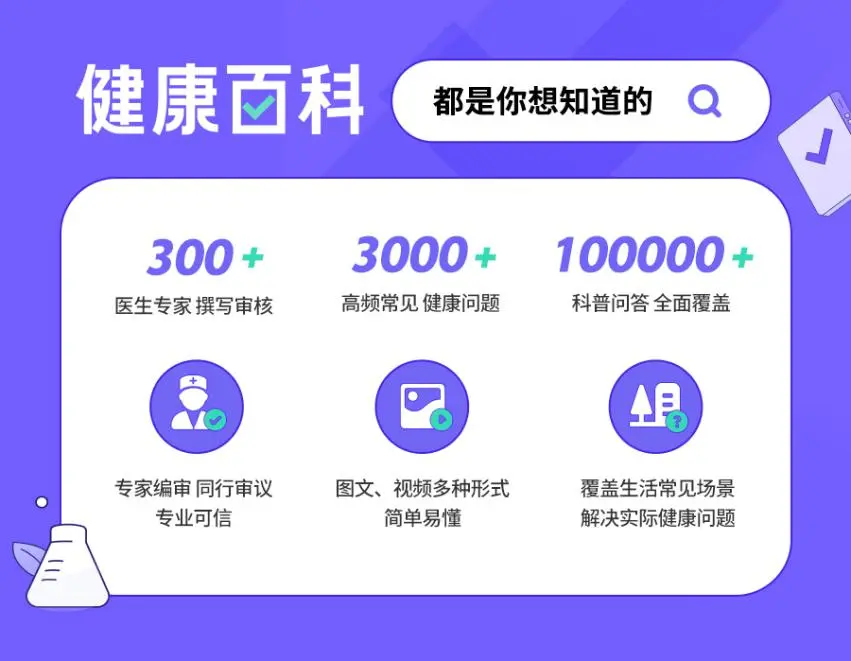 健康百科
都是你想知道的
300+
3000+
100000+
医生专家 撰写审核
高频常见 健康问题
科普问答 全面覆盖
专家编审 同行审议
专业可信
图文、视频多种形式
简单易懂
覆盖生活常见场景
解决实际健康问题